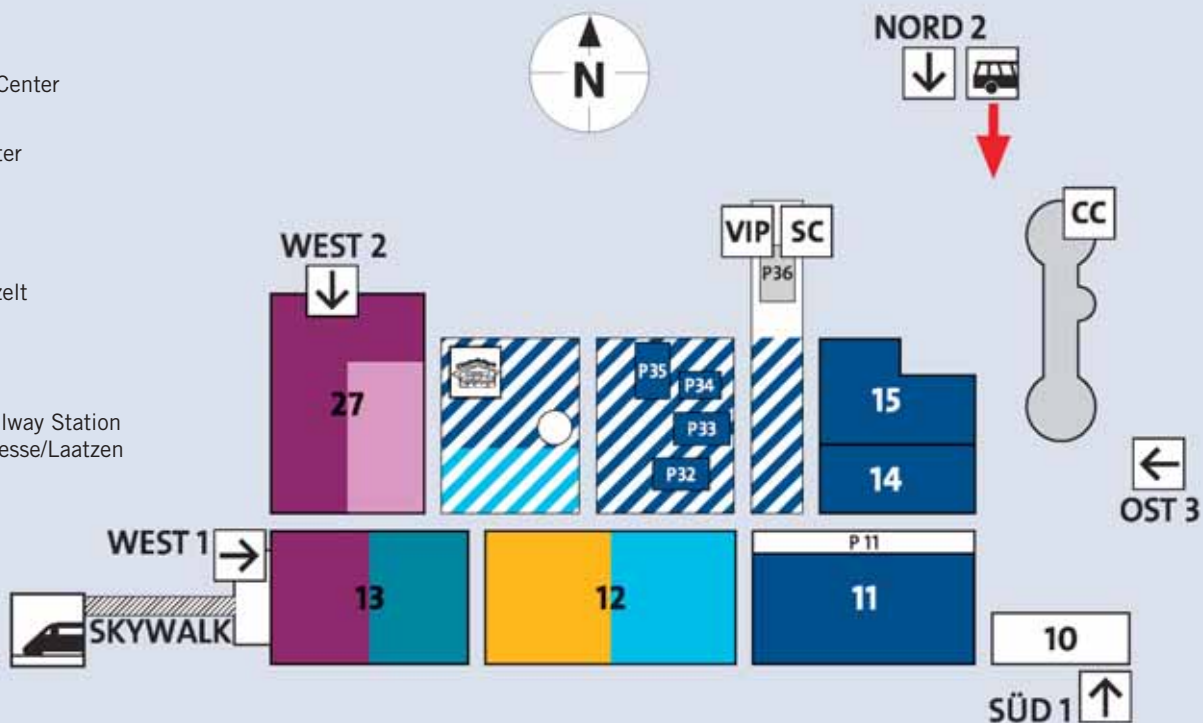 Center
ter
zelt
lway Station
esse/Laatzen
N
NORD 2
CC
VIP SC
P36
WEST 2
27
P35
P34
P33
P32
15
14
OST 3
WEST 1
P 11
13
12
11
SKYWALK
10
SÜD 1